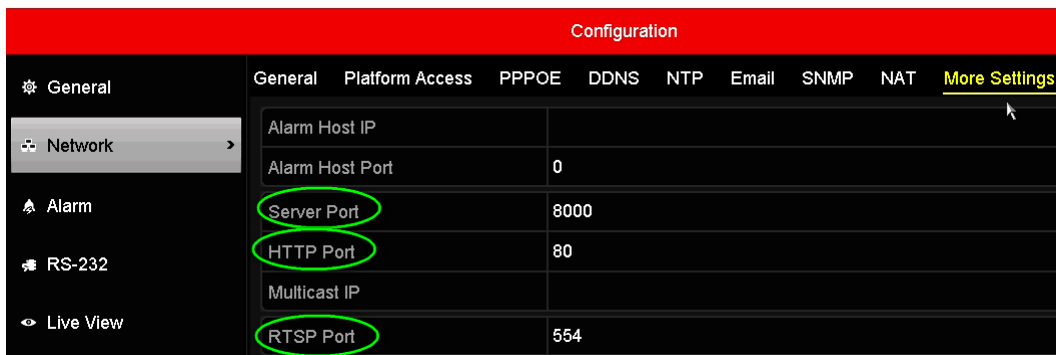 Configuration
General
Network
Alarm
RS-232
Live View
General Platform Access PPPOE DDNS NTP Email SNMP NAT More Settings
Alarm Host IP
Alarm Host Port 0
Server Port 8000
HTTP Port 80
Multicast IP
RTSP Port 554